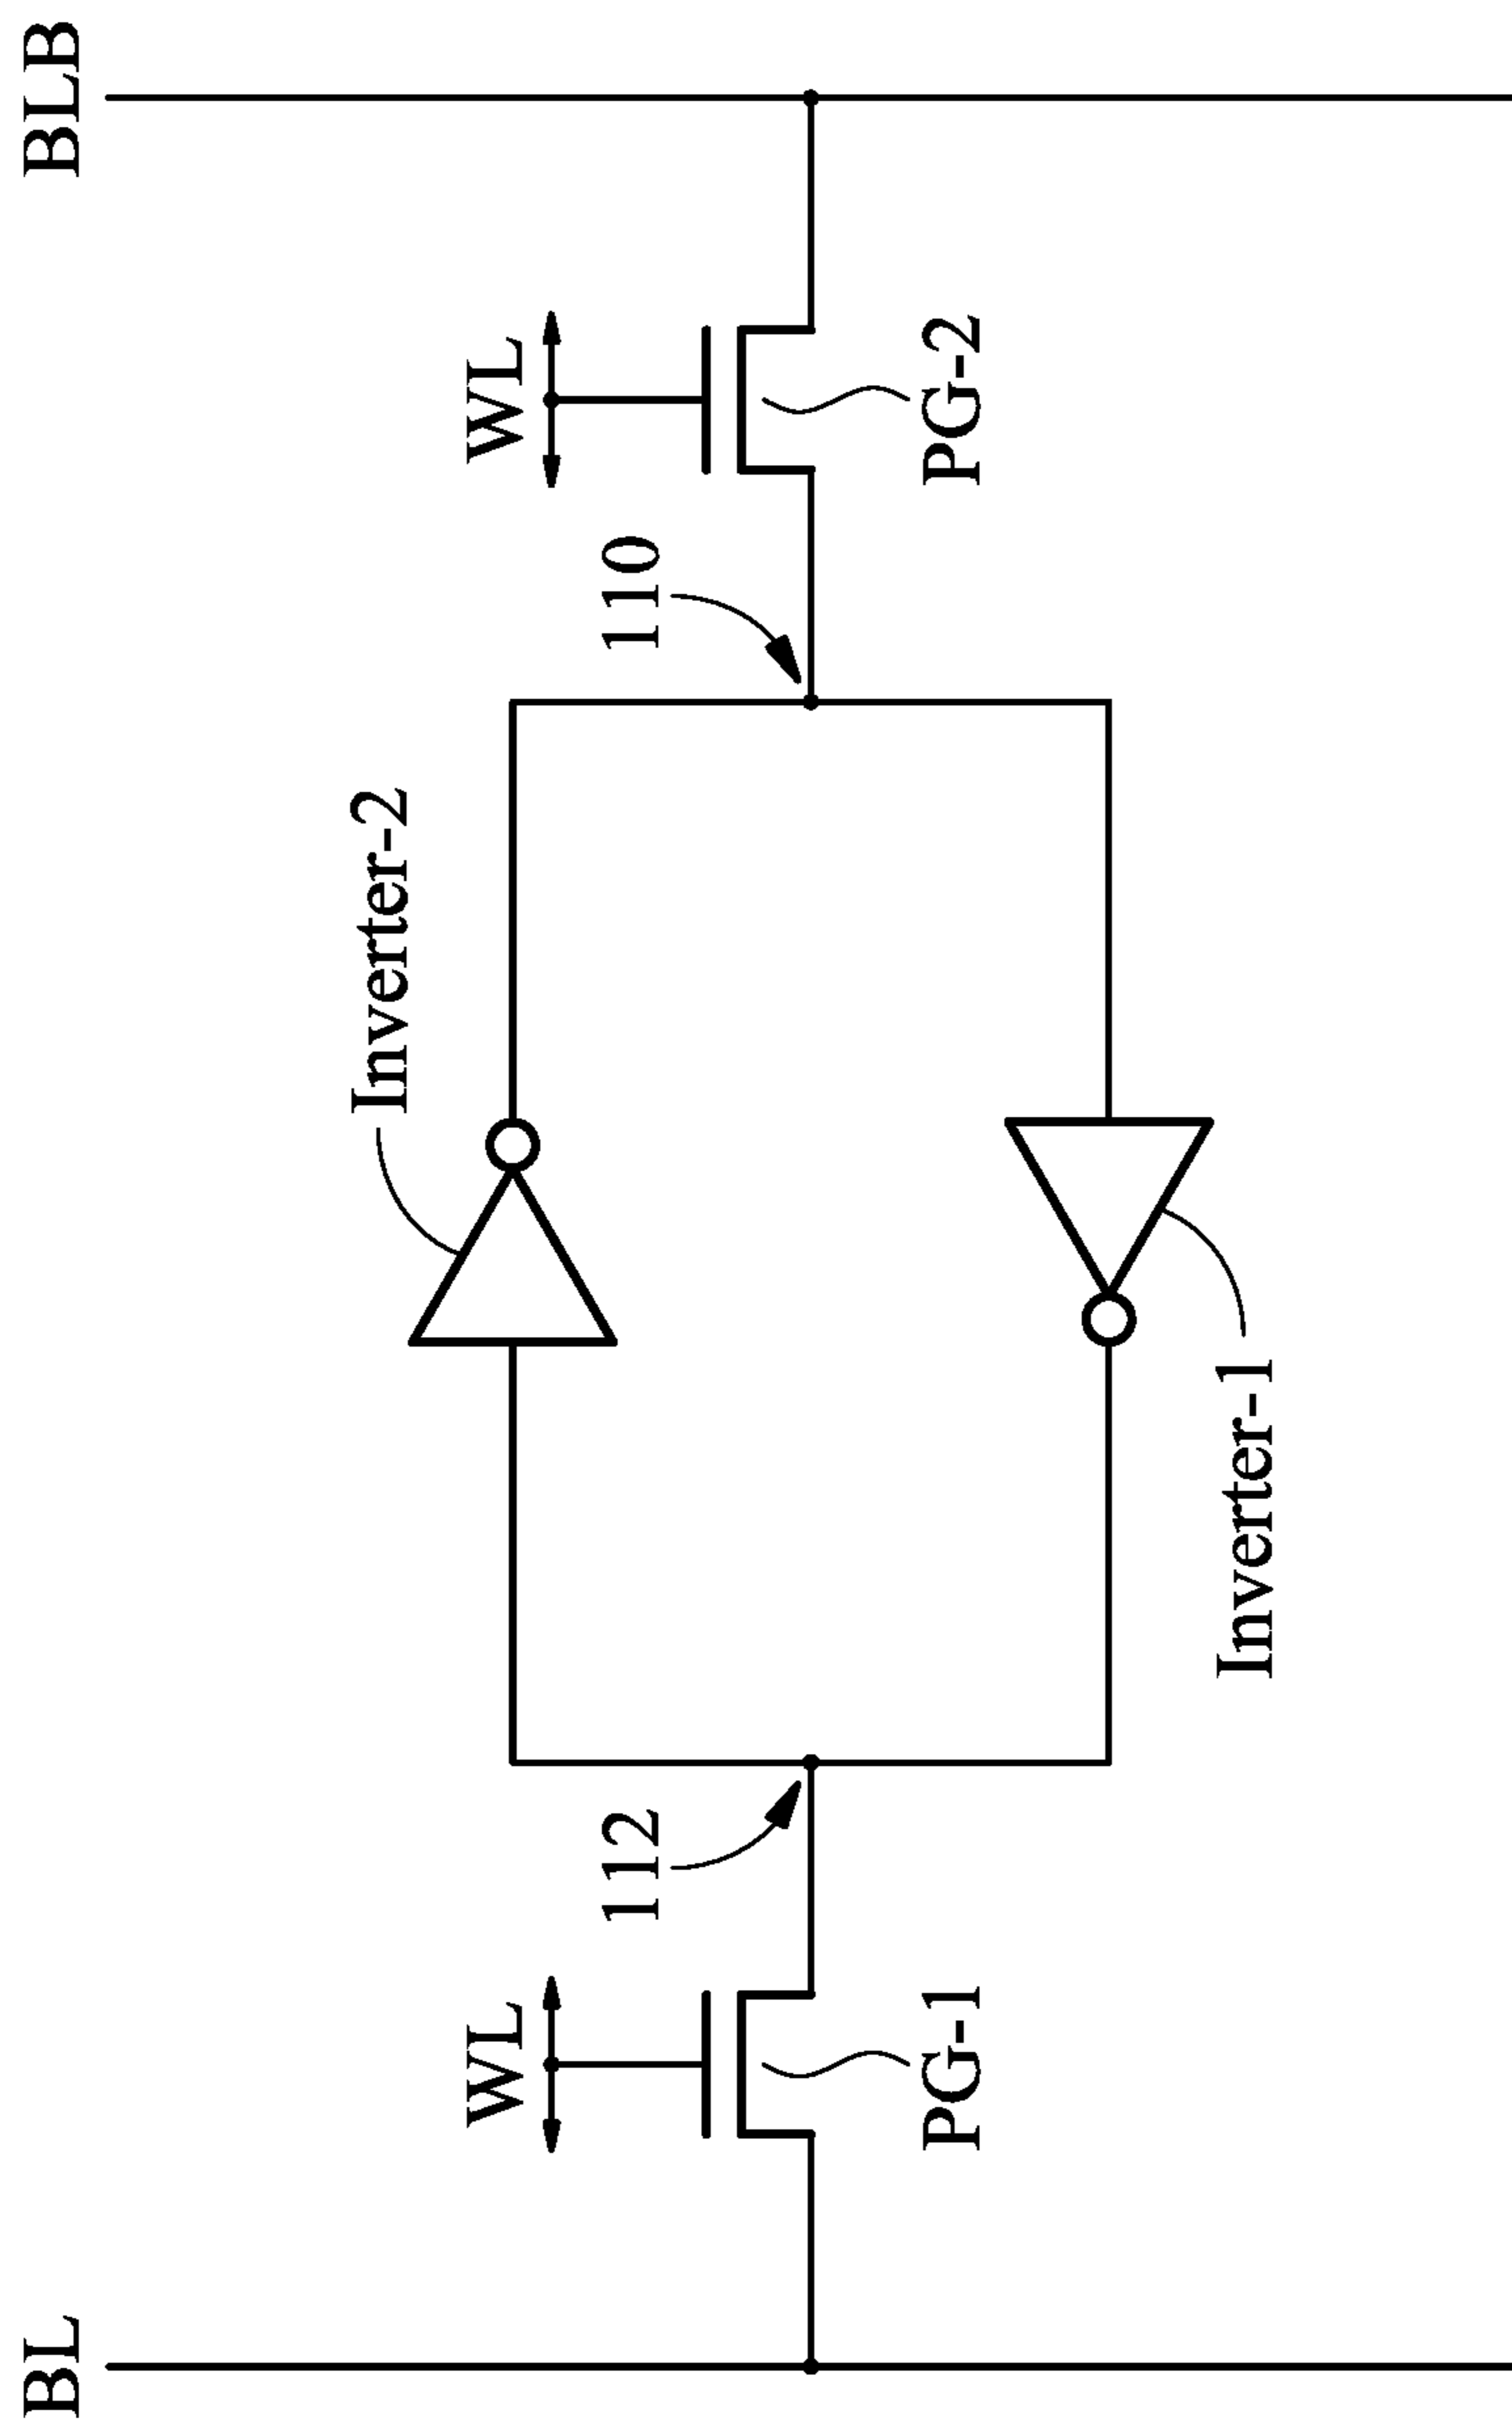 BL
BLB
Inverter-2
WL
WL
112
110
PG-1
PG-2
Inverter-1